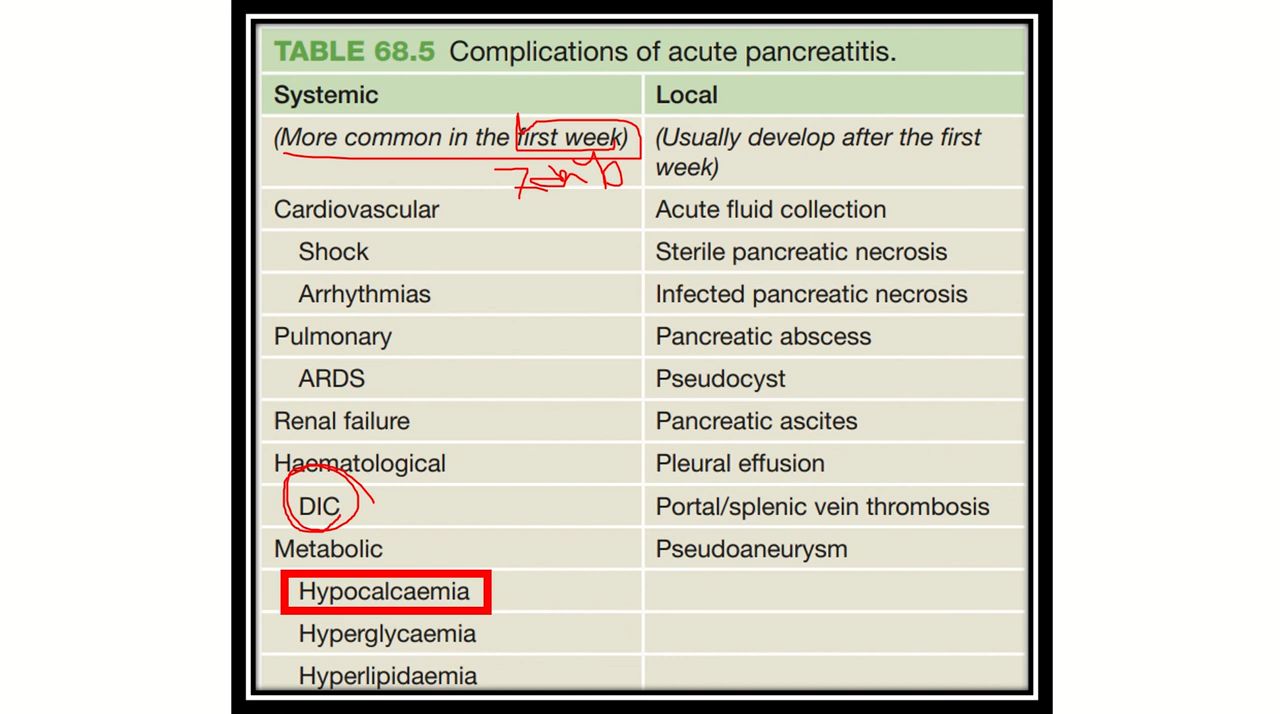 TABLE 68.5 Complications of acute pancreatitis.
Systemic Local
(More common in the first week) (Usually develop after the first
week)
Cardiovascular Acute fluid collection
Shock Sterile pancreatic necrosis
Arrhythmias Infected pancreatic necrosis
Pulmonary Pancreatic abscess
ARDS Pseudocyst
Renal failure Pancreatic ascites
Haematological Pleural effusion
DIC Portal/splenic vein thrombosis
Metabolic Pseudoaneurysm
Hypocalcaemia
Hyperglycaemia
Hyperlipidaemia